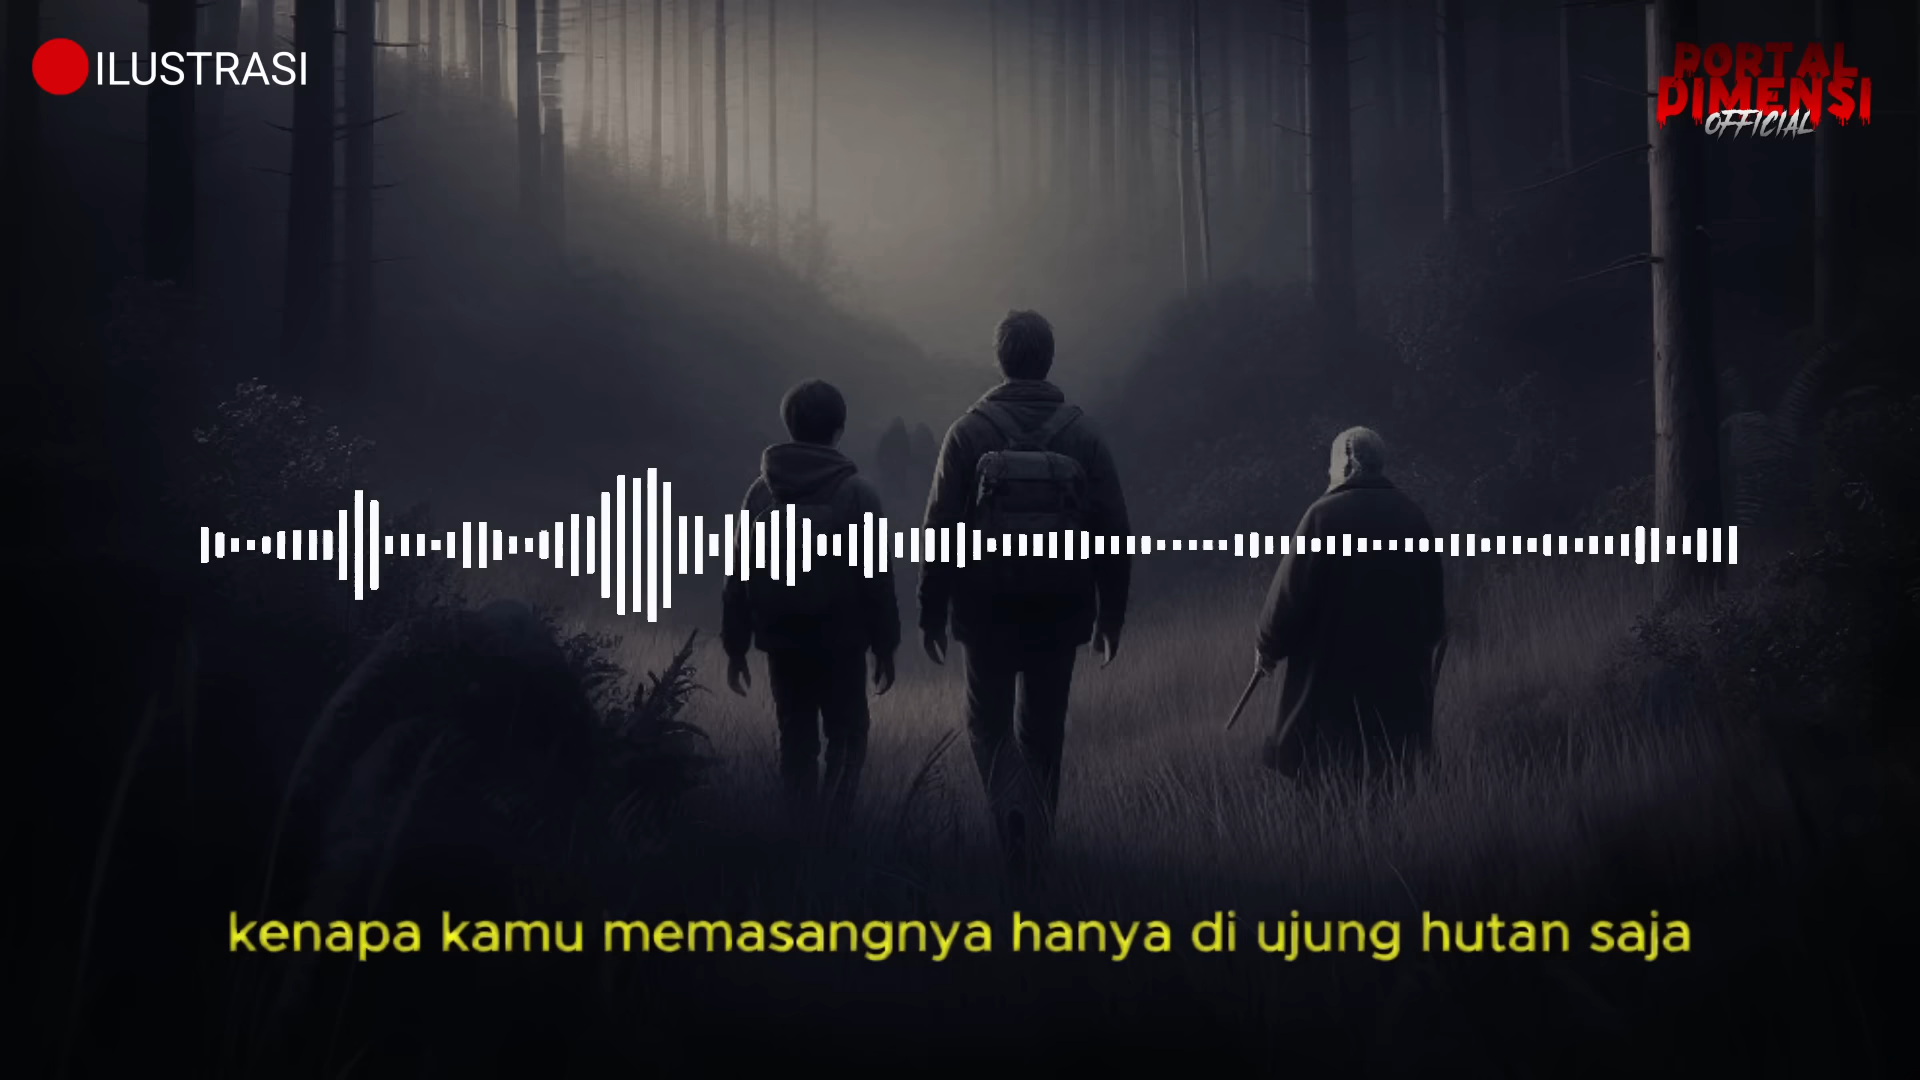 ILUSTRASI
PORTAL
DIMENSI
OFFICIAL
kenapa kamu memasangnya hanya di ujung hutan saja